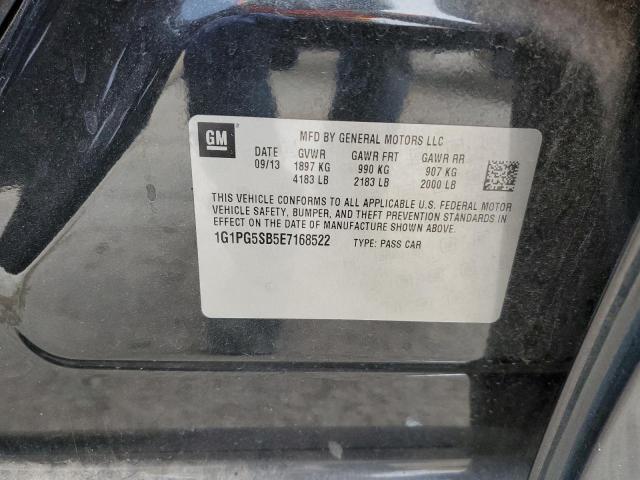 GM
MFD BY GENERAL MOTORS LLC
DATE GVWR GAWR FRT GAWR RR
09/13 1897 KG 990 KG 907 KG
4183 LB 2183 LB 2000 LB
THIS VEHICLE CONFORMS TO ALL APPLICABLE U.S. FEDERAL MOTOR
VEHICLE SAFETY, BUMPER, AND THEFT PREVENTION STANDARDS IN
EFFECT ON THE DATE OF MANUFACTURE SHOWN ABOVE.
1G1PG5SB5E7168522 TYPE: PASS CAR